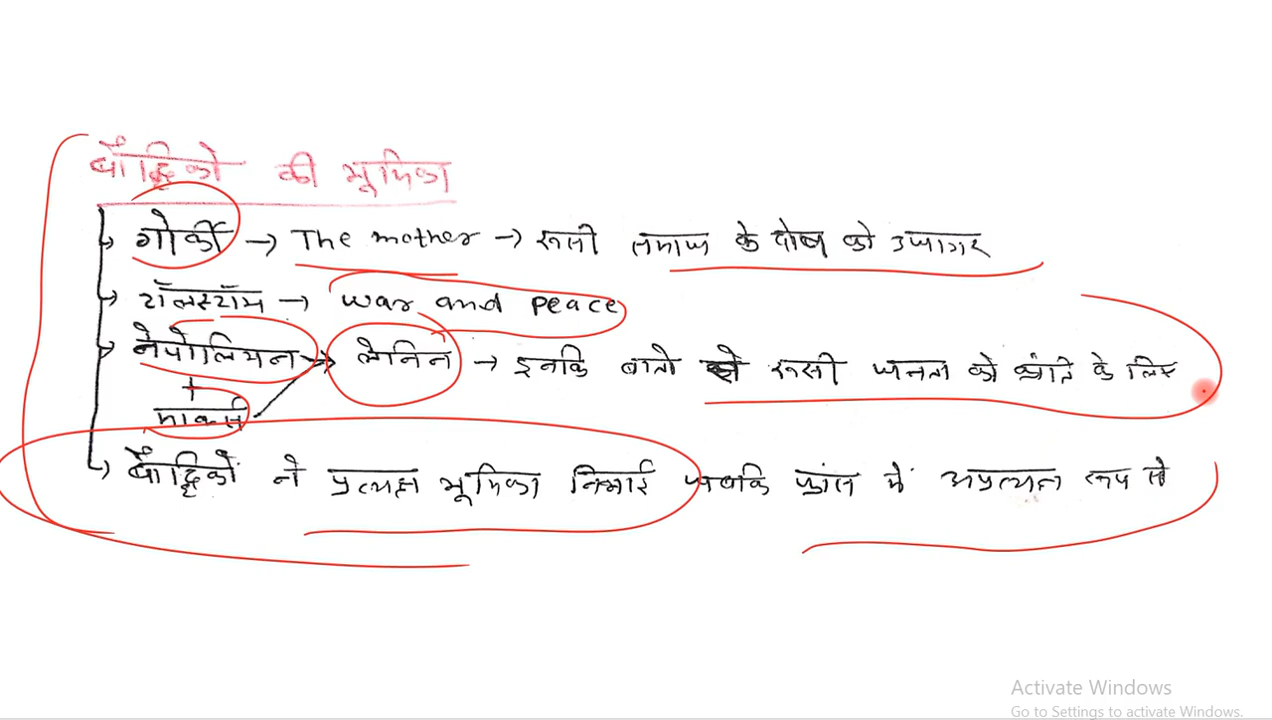 बौद्धिको की भूमिका
गोर्की → The mother → रूसी समाज के दोष को उजागर
टॉलस्टॉय → war and peace
नेपोलियन → लेनिन → इनकि बातो से रूसी जनता को क्रांति के लिए
+
मार्क्स
बौद्धिकों ने प्रत्यक्ष भूमिका निभाई जबकि फ्रांस में अप्रत्यक्ष रूप से
Activate Windows
Go to Settings to activate Windows.